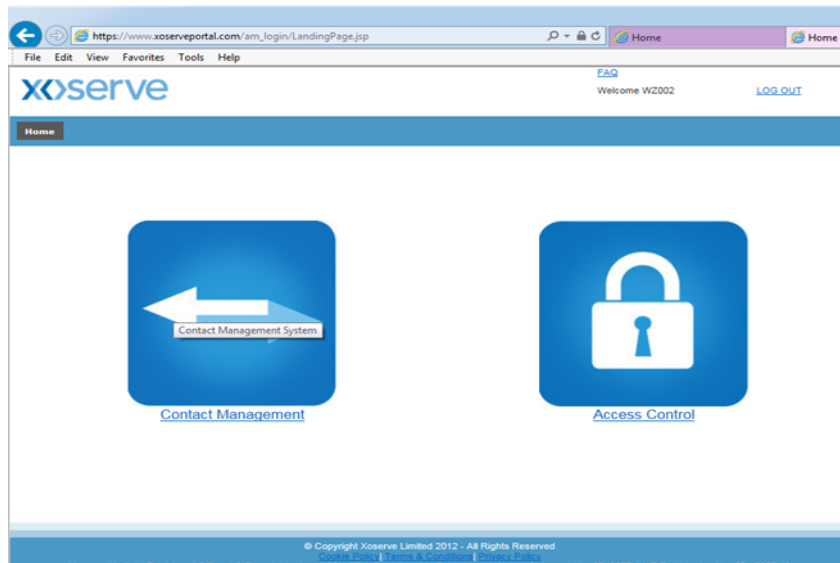 https://www.xoserveportal.com/am_login/LandingPage.jsp
Home
Home
File Edit View Favorites Tools Help
xoserve
FAQ
Welcome WZ002
LOG OUT
Home
Contact Management System
Contact Management
Access Control
© Copyright Xoserve Limited 2012 - All Rights Reserved
Cookie Policy| Terms & Conditions| Privacy Policy